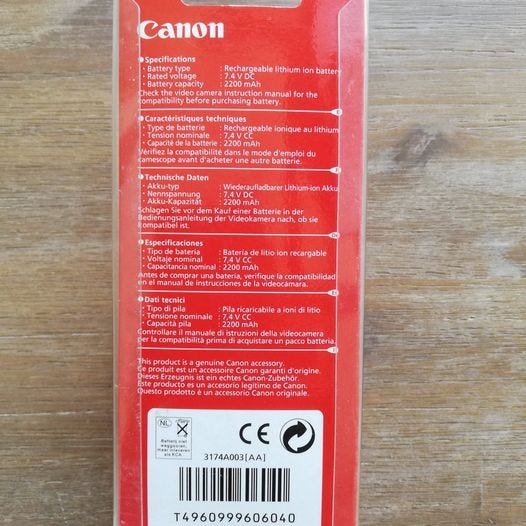 Canon
Specifications
· Battery type : Rechargeable lithium ion battery
· Rated voltage : 7.4 V DC
· Battery capacity : 2200 mAh
Check the video camera instruction manual for the
compatibility before purchasing battery.
E
Caractéristiques techniques
· Type de batterie : Rechargeable ionique au lithium
· Tension nominale : 7,4 V CC
· Capacité de la batterie : 2200 mAh
Vérifiez la compatibilité dans le mode d'emploi du
camescope avant d'acheter une autre batterie.
F
Technische Daten
· Akku-typ : Wiederaufladbarer Lithium-ion Akku
· Nennspannung : 7,4 V DC
· Akku-Kapazität : 2200 mAh
Schlagen Sie vor dem Kauf einer Batterie in der
Bedienungsanleitung der Videokamera nach, ob sie
kompatibel ist.
De
Especificaciones
· Tipo de batería : Batería de litio ion recargable
· Voltaje nominal : 7,4 V CC
· Capacitancia nominal : 2200 mAh
Antes de comprar una batería, verifique la compatibilidad
en el manual de instrucciones de la videocámara.
Es
Dati tecnici
· Tipo di pila : Pila ricaricabile a ioni di litio
· Tensione nominale : 7,4 V CC
· Capacità pila : 2200 mAh
Controllare il manuale di istruzioni della videocamera
per la compatibilità prima di acquistare un pacco batteria.
I
This product is a genuine Canon accessory.
Ce produit est un accessoire Canon garanti d'origine.
Dieses Erzeugnis ist ein echtes Canon-Zubehör.
Este producto es un accesorio legítimo de Canon.
Questo prodotto è un accessorio Canon originale.
NL
Batterij niet
weggooien,
maar inleveren
als KCA
CE
3174A003[AA]
T4960999606040